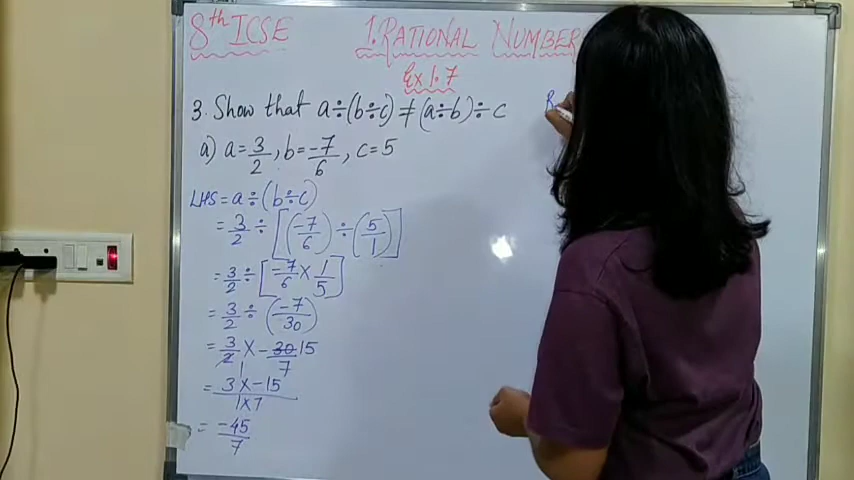 8th ICSE
1. RATIONAL NUMBER
Ex 1.7
3. Show that a÷(b÷c) ≠ (a÷b)÷c
a) a=3/2, b=-7/6, c=5
LHS = a÷(b÷c)
= 3/2 ÷ [(-7/6) ÷ (5/1)]
= 3/2 ÷ [-7/6 × 1/5]
= 3/2 ÷ (-7/30)
= 3/2 × -30/7 15
1
= 3×-15/1×7
= -45/7
R